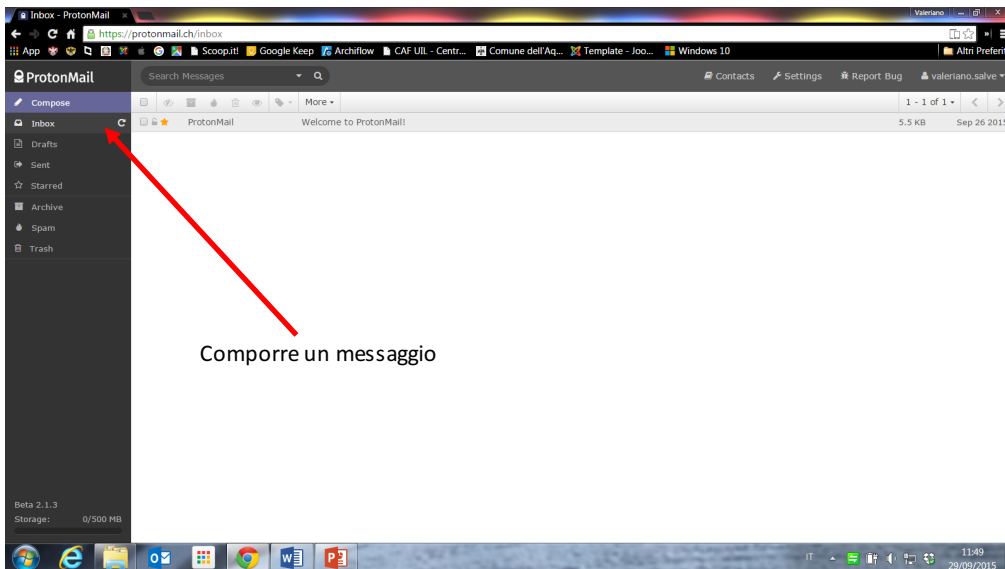 Inbox - ProtonMail
Valeriano
https://protonmail.ch/inbox
App
Scoop.it!
Google Keep
Archiflow
CAF UIL - Centr...
Comune dell'Aq...
Template - Joo...
Windows 10
Altri Preferit
ProtonMail
Search Messages
Contacts
Settings
Report Bug
valeriano.salve
Compose
More
1 - 1 of 1
Inbox
ProtonMail
Welcome to ProtonMail!
5.5 KB
Sep 26 2015
Drafts
Sent
Starred
Archive
Spam
Trash
Comporre un messaggio
Beta 2.1.3
Storage: 0/500 MB
IT
11:49
29/09/2015